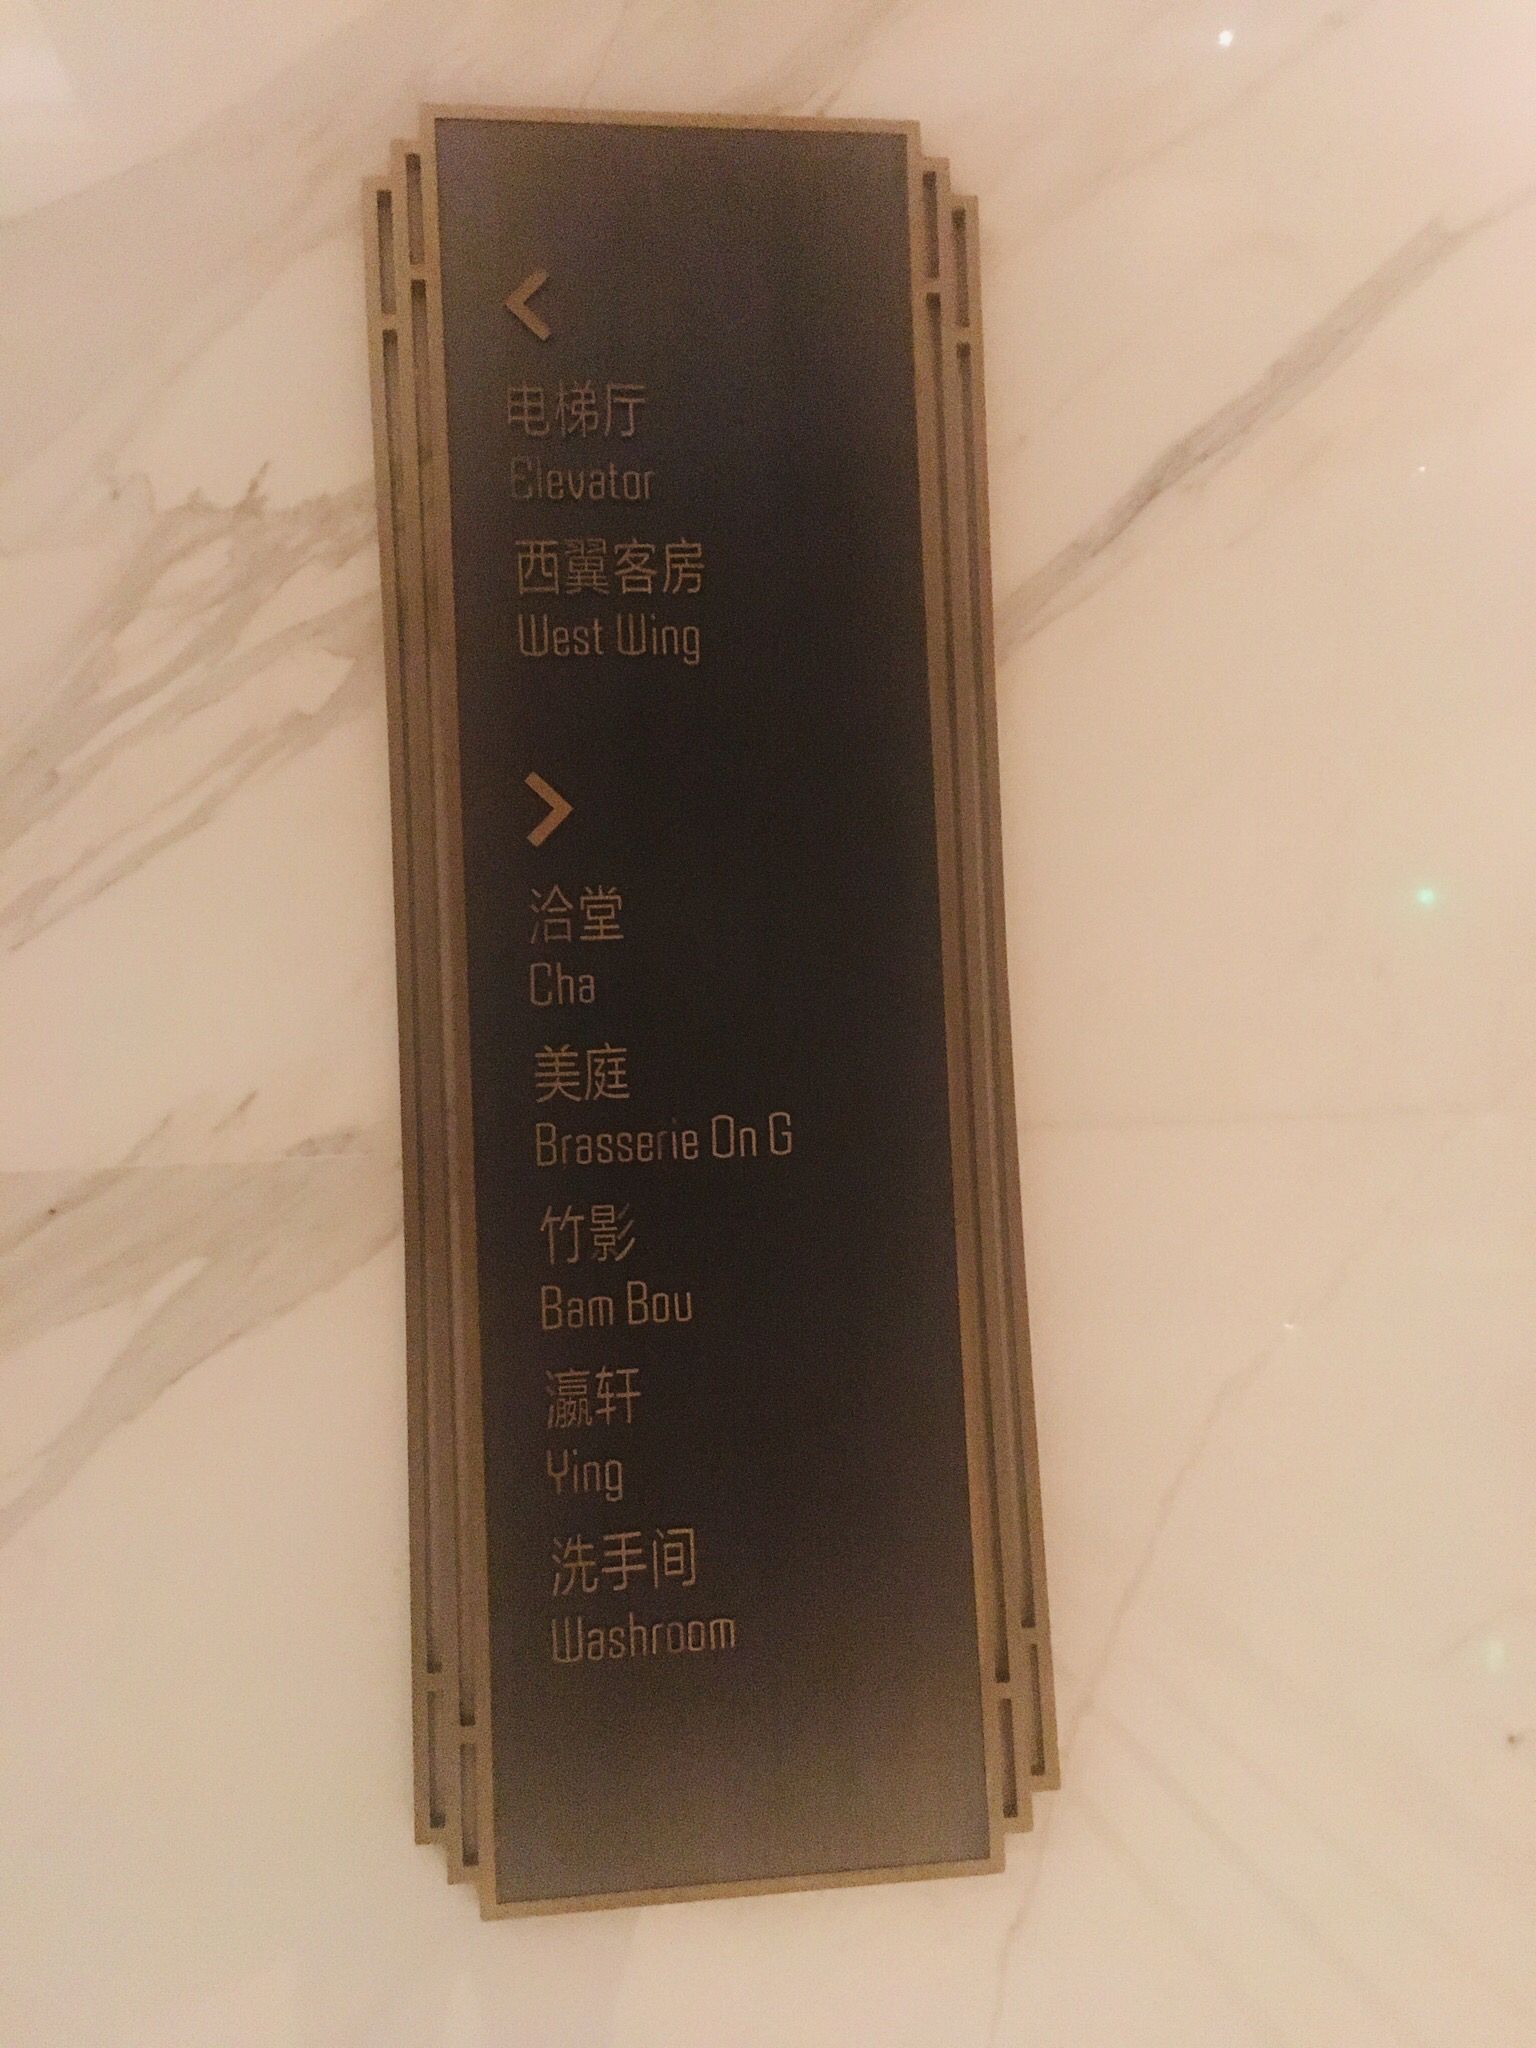 <
电梯厅
Elevator
西翼客房
West Wing
>
洽堂
Cha
美庭
Brasserie On G
竹影
Bam Bou
瀛轩
Ying
洗手间
Washroom